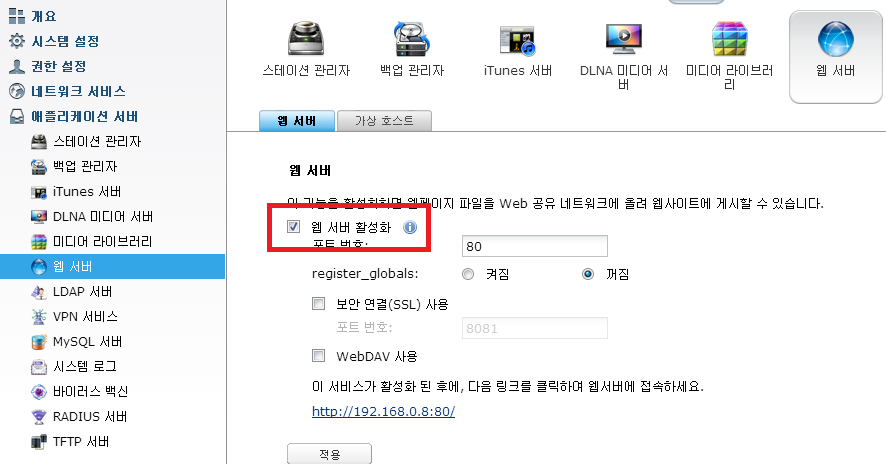 개요
시스템 설정
권한 설정
네트워크 서비스
애플리케이션 서버
스테이션 관리자
백업 관리자
iTunes 서버
DLNA 미디어 서버
미디어 라이브러리
웹 서버
LDAP 서버
VPN 서비스
MySQL 서버
시스템 로그
바이러스 백신
RADIUS 서버
TFTP 서버
스테이션 관리자
백업 관리자
iTunes 서버
DLNA 미디어 서
버
미디어 라이브러
리
웹 서버
웹 서버
가상 호스트
웹 서버
이 기능을 활성화하면 웹페이지 파일을 Web 공유 네트워크에 올려 웹사이트에 게시할 수 있습니다.
웹 서버 활성화
포트 번호:
80
register_globals:
켜짐
꺼짐
보안 연결(SSL) 사용
포트 번호:
8081
WebDAV 사용
이 서비스가 활성화 된 후에, 다음 링크를 클릭하여 웹서버에 접속하세요.
http://192.168.0.8:80/
적용